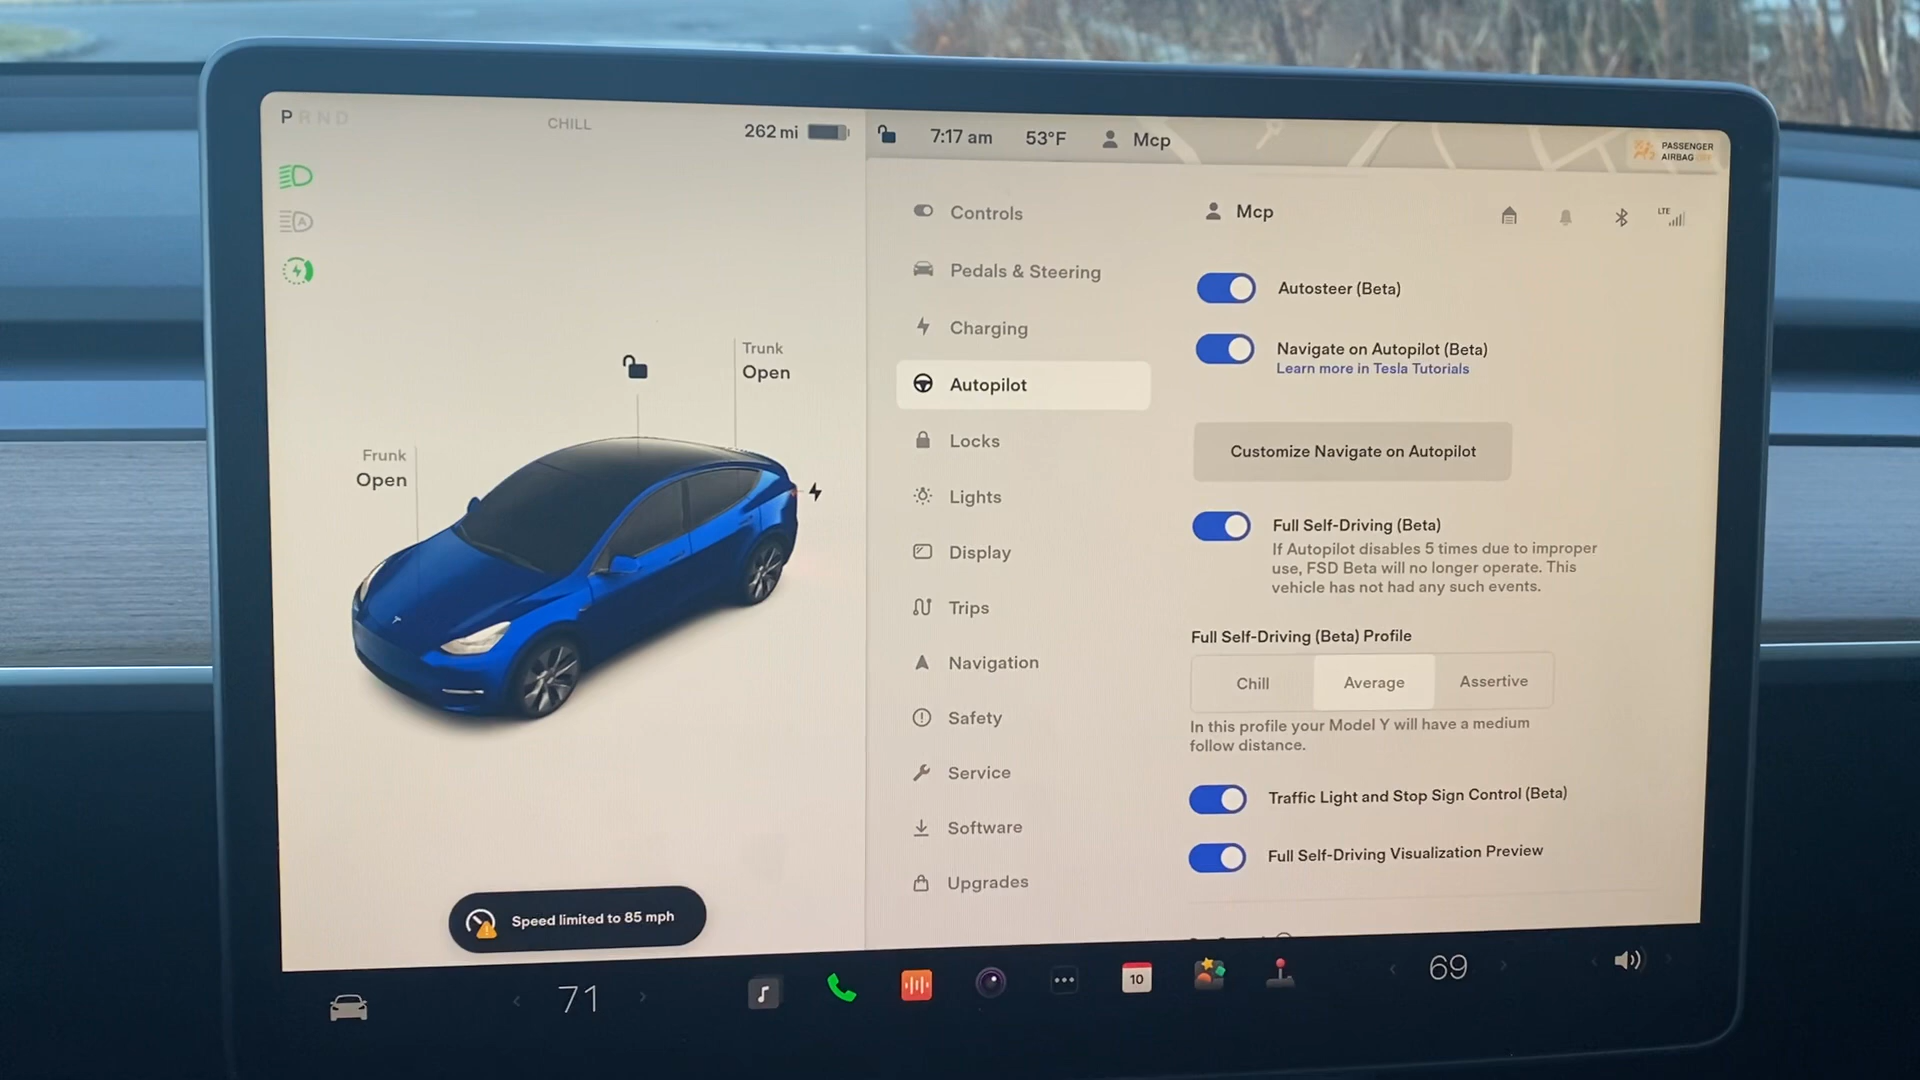 P R N D
CHILL
262 mi
7:17 am
53°F
Mcp
PASSENGER
AIRBAG OFF
Trunk
Open
Frunk
Open
Speed limited to 85 mph
Controls
Pedals & Steering
Charging
Autopilot
Locks
Lights
Display
Trips
Navigation
Safety
Service
Software
Upgrades
Mcp
LTE
Autosteer (Beta)
Navigate on Autopilot (Beta)
Learn more in Tesla Tutorials
Customize Navigate on Autopilot
Full Self-Driving (Beta)
If Autopilot disables 5 times due to improper
use, FSD Beta will no longer operate. This
vehicle has not had any such events.
Full Self-Driving (Beta) Profile
Chill
Average
Assertive
In this profile your Model Y will have a medium
follow distance.
Traffic Light and Stop Sign Control (Beta)
Full Self-Driving Visualization Preview
71
10
69